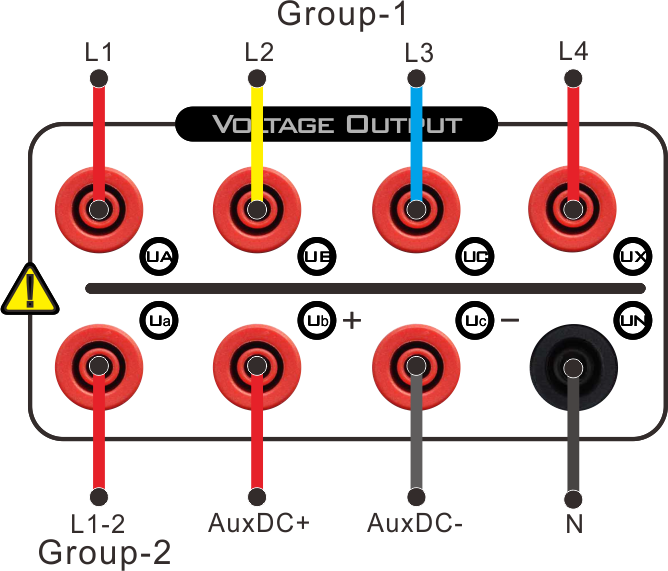 Group-1
L1 L2 L3 L4
VOLTAGE OUTPUT
UA UB UC UX
Ua Ub + Uc − UN
L1-2 AuxDC+ AuxDC- N
Group-2